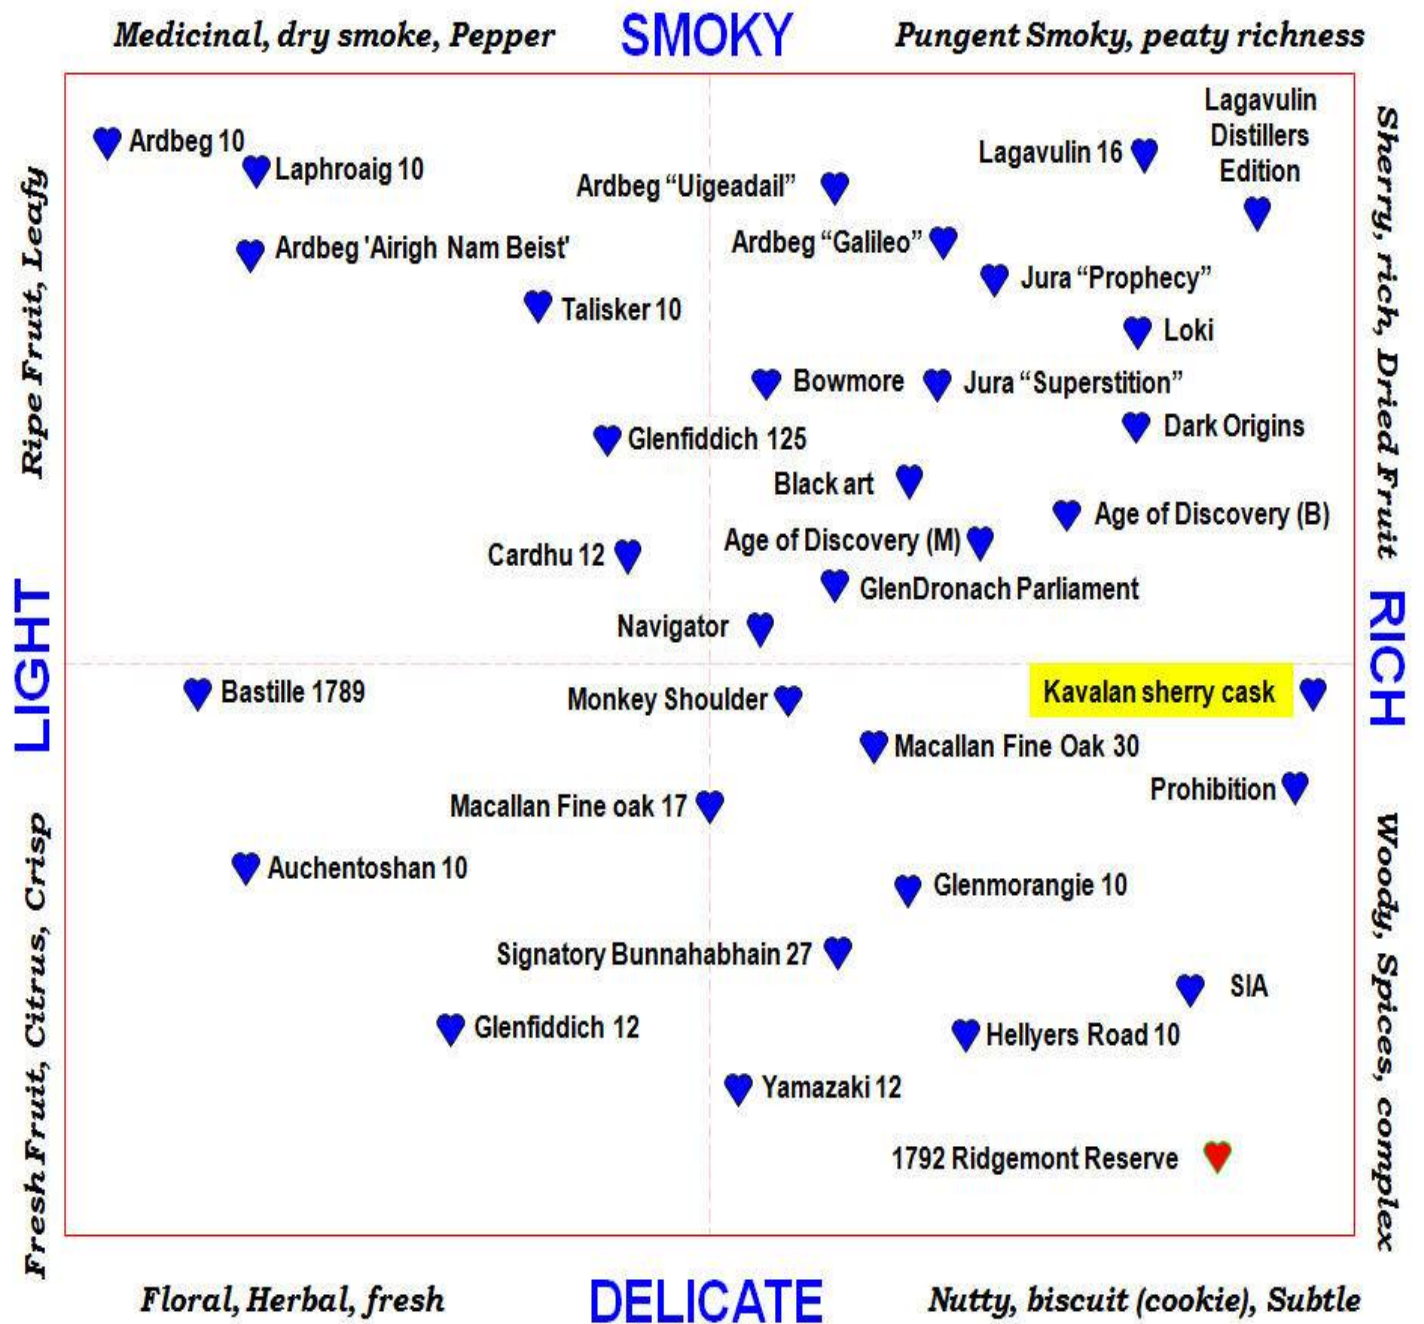 Medicinal, dry smoke, Pepper
SMOKY
Pungent Smoky, peaty richness
Ripe Fruit, Leafy
LIGHT
Fresh Fruit, Citrus, Crisp
Sherry, rich, Dried Fruit
RICH
Woody, Spices, complex
Lagavulin
Distillers
Edition
Ardbeg 10
Laphroaig 10
Lagavulin 16
Ardbeg “Uigeadail”
Ardbeg “Galileo”
Ardbeg 'Airigh Nam Beist'
Jura “Prophecy”
Talisker 10
Loki
Bowmore
Jura “Superstition”
Dark Origins
Glenfiddich 125
Black art
Age of Discovery (B)
Age of Discovery (M)
Cardhu 12
GlenDronach Parliament
Navigator
Bastille 1789
Monkey Shoulder
Kavalan sherry cask
Macallan Fine Oak 30
Prohibition
Macallan Fine oak 17
Auchentoshan 10
Glenmorangie 10
Signatory Bunnahabhain 27
SIA
Glenfiddich 12
Hellyers Road 10
Yamazaki 12
1792 Ridgemont Reserve
Floral, Herbal, fresh
DELICATE
Nutty, biscuit (cookie), Subtle